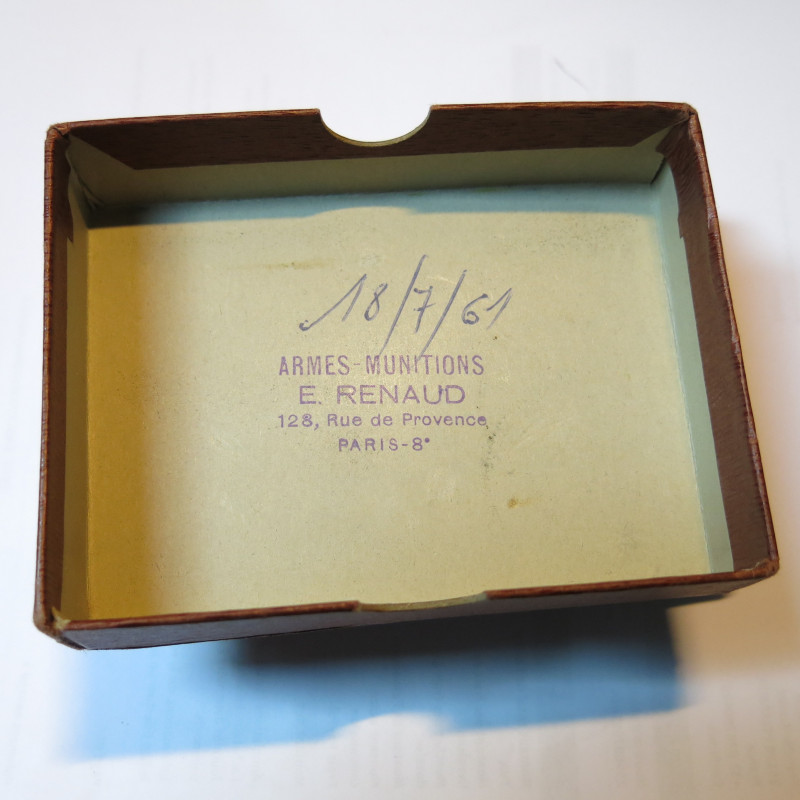 18/7/61
ARMES-MUNITIONS
E. RENAUD
128, Rue de Provence
PARIS-8e